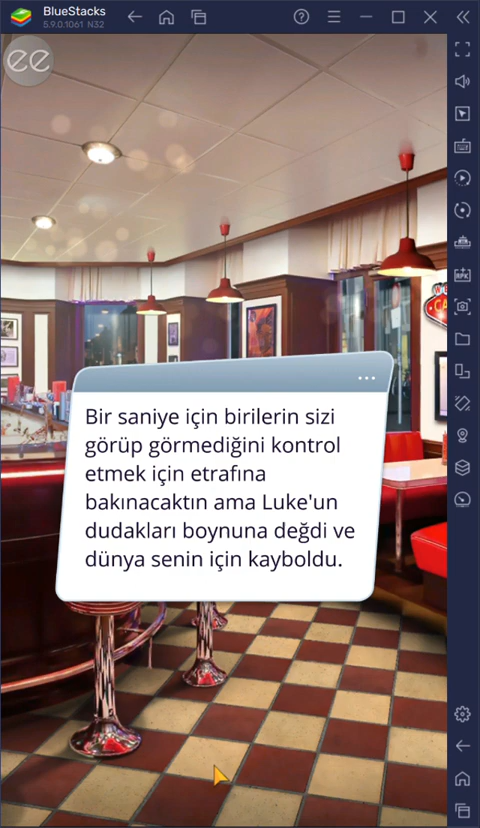 BlueStacks
5.9.0.1061 N32
ee
Bir saniye için birilerin sizi
görüp görmediğini kontrol
etmek için etrafına
bakınacaktın ama Luke'un
dudakları boynuna değdi ve
dünya senin için kayboldu.